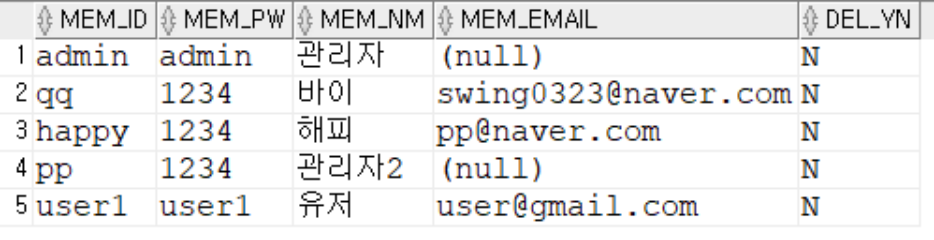 MEM_ID MEM_PW MEM_NM MEM_EMAIL DEL_YN
1 admin admin 관리자 (null) N
2 qq 1234 바이 swing0323@naver.com N
3 happy 1234 해피 pp@naver.com N
4 pp 1234 관리자2 (null) N
5 user1 user1 유저 user@gmail.com N